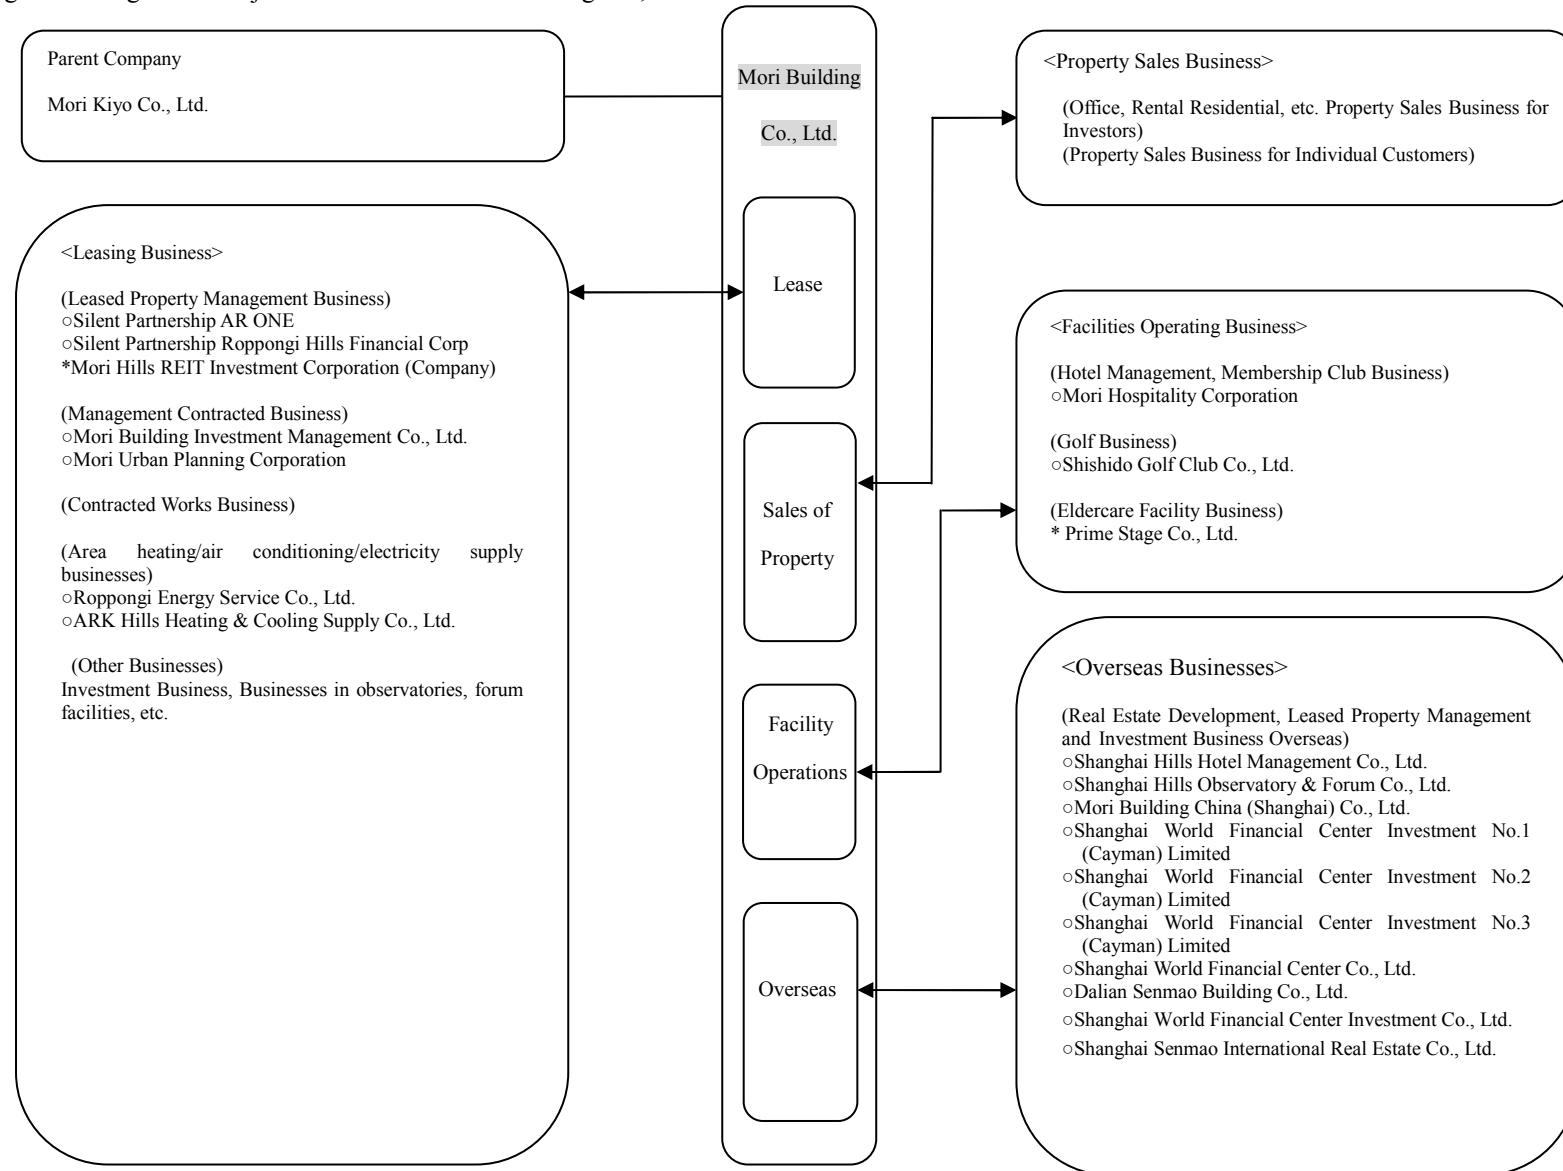 Parent Company
Mori Kiyo Co., Ltd.
<Leasing Business>
(Leased Property Management Business)
○Silent Partnership AR ONE
○Silent Partnership Roppongi Hills Financial Corp
*Mori Hills REIT Investment Corporation (Company)
(Management Contracted Business)
○Mori Building Investment Management Co., Ltd.
○Mori Urban Planning Corporation
(Contracted Works Business)
(Area heating/air conditioning/electricity supply
businesses)
○Roppongi Energy Service Co., Ltd.
○ARK Hills Heating & Cooling Supply Co., Ltd.
(Other Businesses)
Investment Business, Businesses in observatories, forum
facilities, etc.
Mori Building
Co., Ltd.
Lease
Sales of
Property
Facility
Operations
Overseas
<Property Sales Business>
(Office, Rental Residential, etc. Property Sales Business for
Investors)
(Property Sales Business for Individual Customers)
<Facilities Operating Business>
(Hotel Management, Membership Club Business)
○Mori Hospitality Corporation
(Golf Business)
○Shishido Golf Club Co., Ltd.
(Eldercare Facility Business)
* Prime Stage Co., Ltd.
<Overseas Businesses>
(Real Estate Development, Leased Property Management
and Investment Business Overseas)
○Shanghai Hills Hotel Management Co., Ltd.
○Shanghai Hills Observatory & Forum Co., Ltd.
○Mori Building China (Shanghai) Co., Ltd.
○Shanghai World Financial Center Investment No.1
(Cayman) Limited
○Shanghai World Financial Center Investment No.2
(Cayman) Limited
○Shanghai World Financial Center Investment No.3
(Cayman) Limited
○Shanghai World Financial Center Co., Ltd.
○Dalian Senmao Building Co., Ltd.
○Shanghai World Financial Center Investment Co., Ltd.
○Shanghai Senmao International Real Estate Co., Ltd.